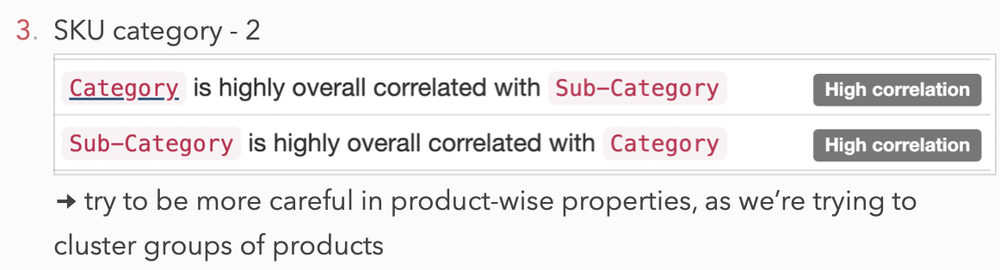 3. SKU category - 2
Category is highly overall correlated with Sub-Category High correlation
Sub-Category is highly overall correlated with Category High correlation
→ try to be more careful in product-wise properties, as we’re trying to
cluster groups of products